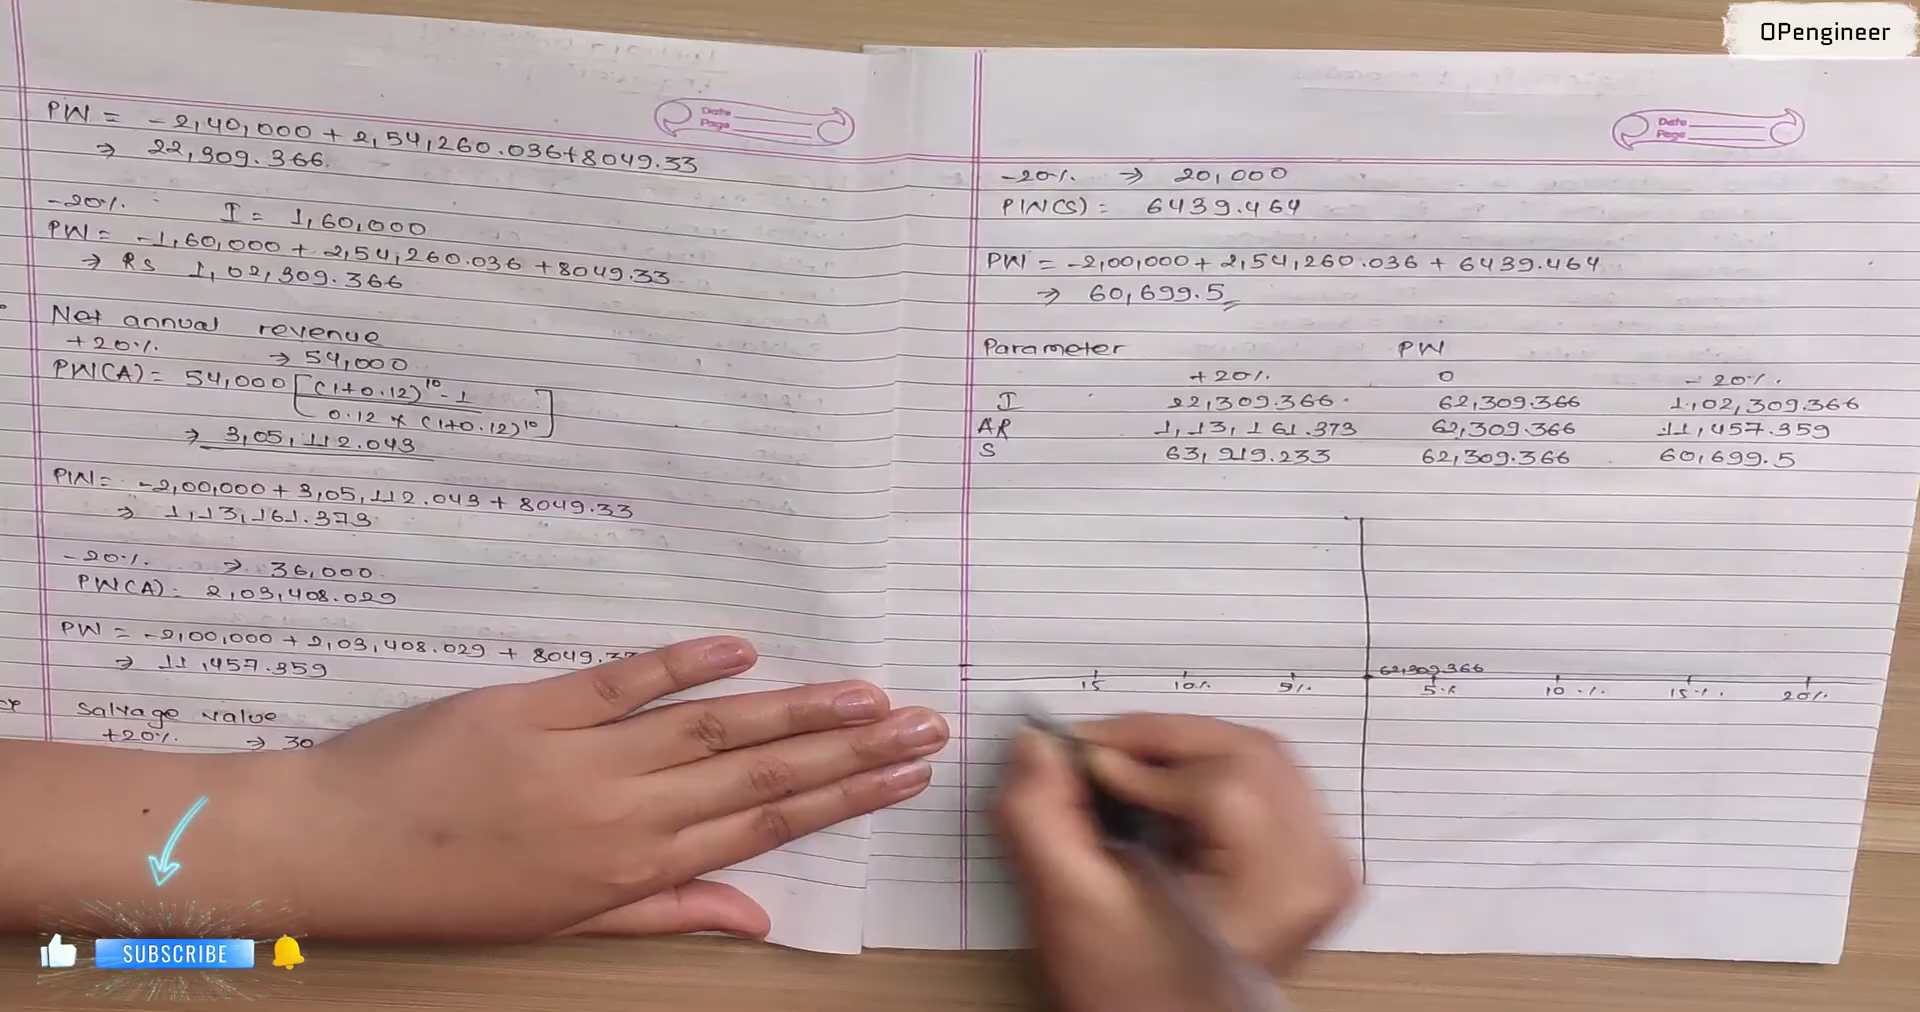 OPengineer
Date
Page
PW = -2,40,000 + 2,54,260.036+8049.33
→ 22,309.366.
-20%. I = 1,60,000
PW = -1,60,000 + 2,54,260.036 + 8049.33
→ RS 1,02,309.366
Net annual revenue
+20%. → 54,000
PW(A) = 54,000 [ (1+0.12)^10 - 1
0.12 * (1+0.12)^10 ]
→ 3,05,112.043
PW = -2,00,000 + 3,05,112.043 + 8049.33
→ 1,13,161.373
-20%. → 36,000
PW(A) = 2,03,408.029
PW = -2,00,000 + 2,03,408.029 + 8049.33
→ 11,457.359
Salvage value
+20%. → 30
SUBSCRIBE
Date
Page
-20%. → 20,000
PW(S) = 6439.464
PW = -2,00,000 + 2,54,260.036 + 6439.464
→ 60,699.5
Parameter PW
+20%. 0 -20%.
I 22,309.366 62,309.366 1,02,309.366
AR 1,13,161.373 62,309.366 11,457.359
S 63,919.233 62,309.366 60,699.5
62,309.366
15 10% 5% 5% 10% 15% 20%